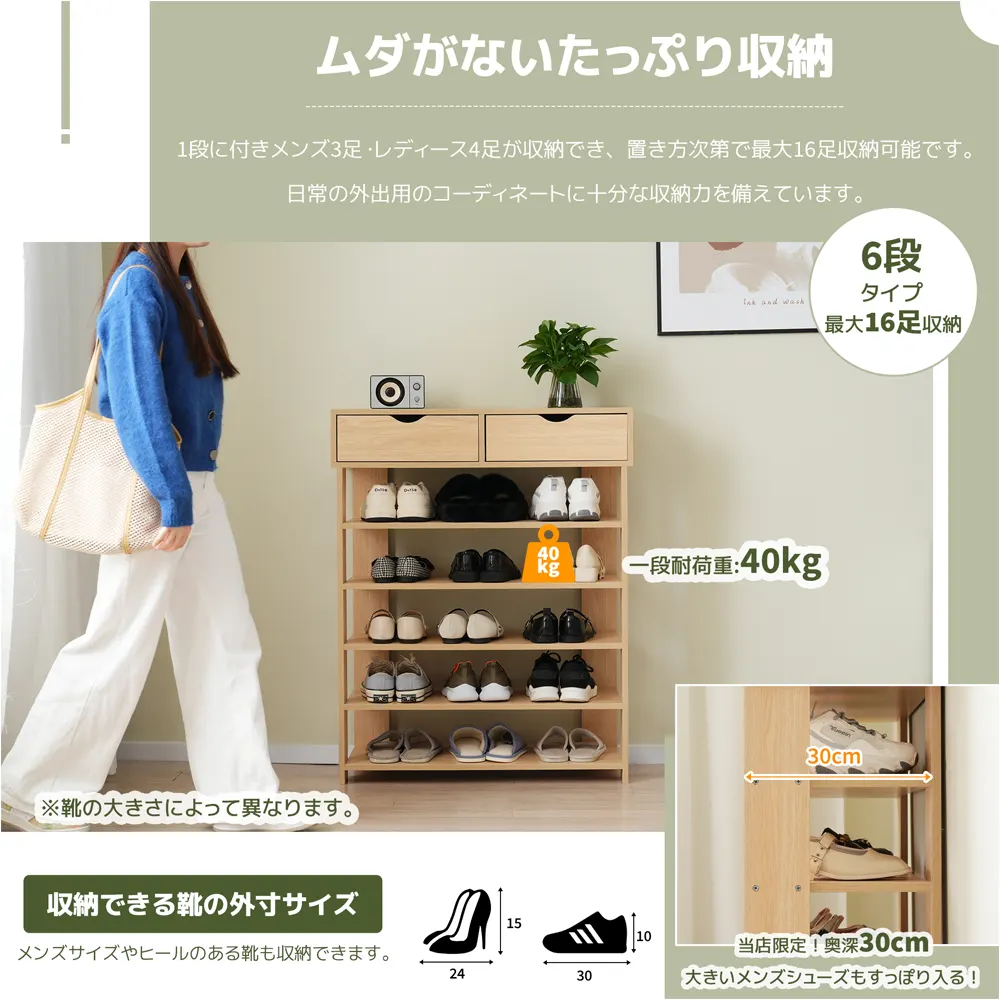 ムダがないたっぷり収納
1段に付きメンズ3足・レディース4足が収納でき、置き方次第で最大16足収納可能です。
日常の外出用のコーディネートに十分な収納力を備えています。
6段
タイプ
最大16足収納
Ink and Wash
40
kg
一段耐荷重:40kg
30cm
※靴の大きさによって異なります。
収納できる靴の外寸サイズ
メンズサイズやヒールのある靴も収納できます。
15
24
10
30
当店限定！奥深30cm
大きいメンズシューズもすっぽり入る！